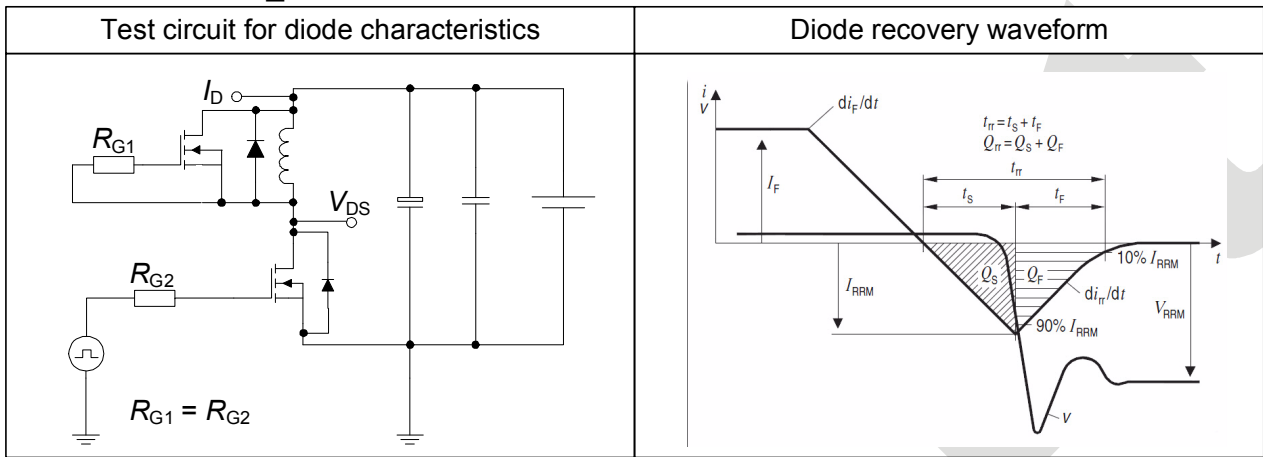 Test circuit for diode characteristics
Diode recovery waveform
I_D
R_G1
V_DS
R_G2
R_G1 = R_G2
i
V
di_F/dt
t_rr = t_S + t_F
Q_rr = Q_S + Q_F
t_rr
I_F
t_S
t_F
10% I_RRM
t
Q_S
Q_F
I_RRM
di_rr/dt
V_RRM
90% I_RRM
V